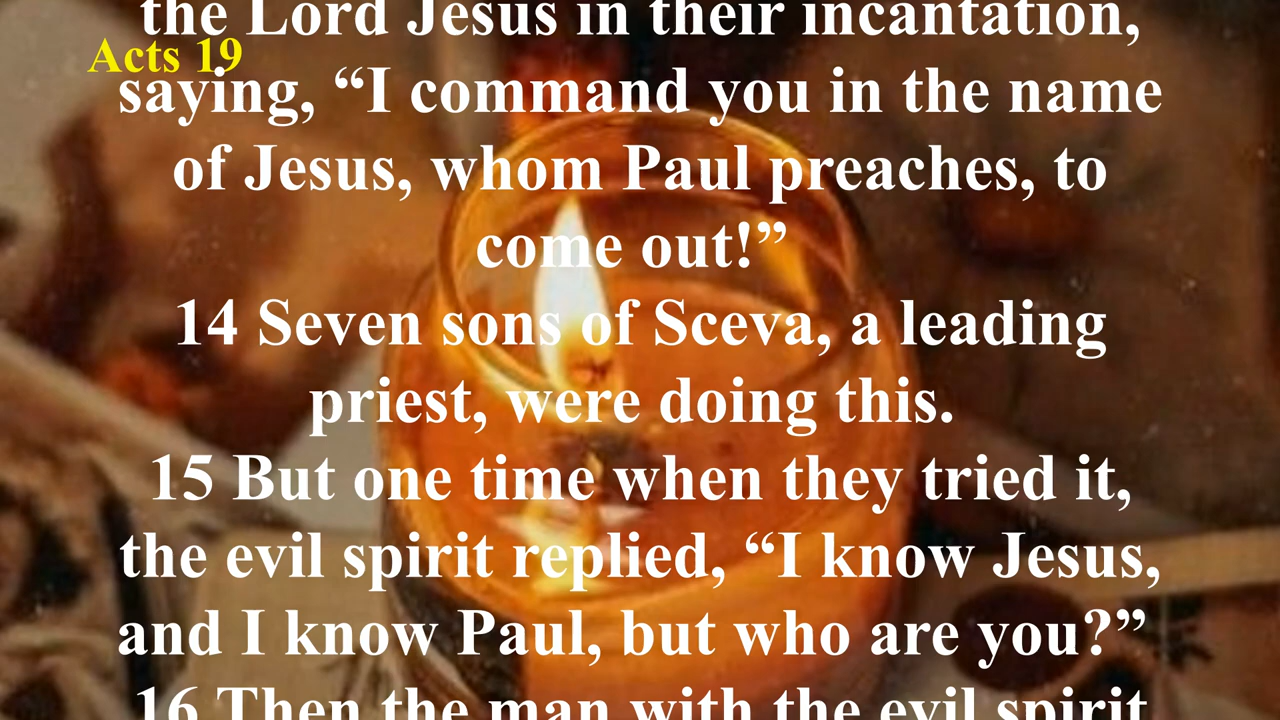 the Lord Jesus in their incantation,
Acts 19
saying, “I command you in the name
of Jesus, whom Paul preaches, to
come out!”
14 Seven sons of Sceva, a leading
priest, were doing this.
15 But one time when they tried it,
the evil spirit replied, “I know Jesus,
and I know Paul, but who are you?”
16 Then the man with the evil spirit